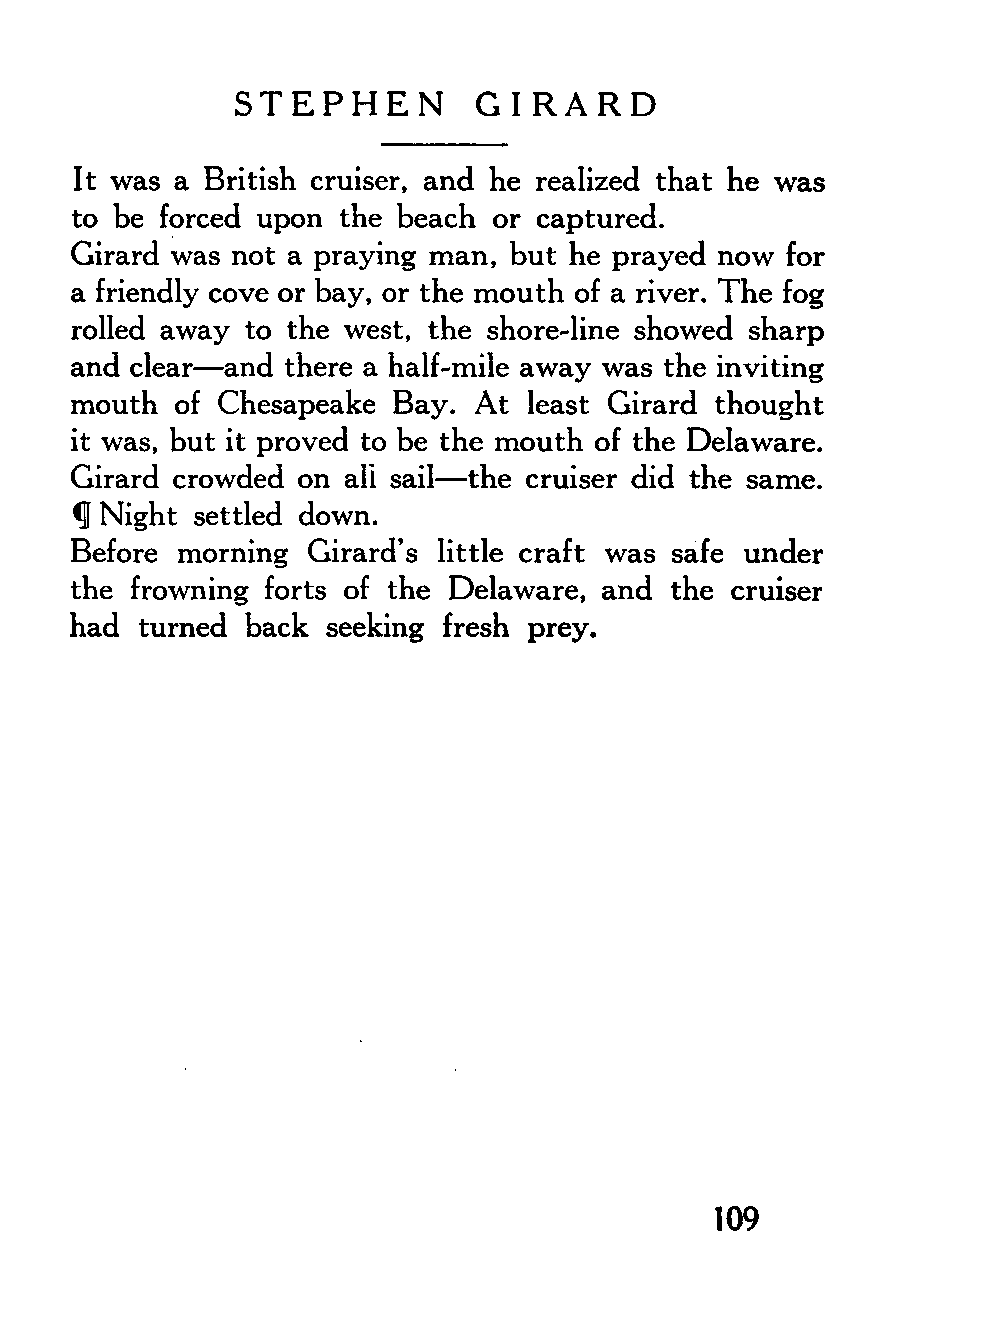 STEPHEN GIRARD
It was a British cruiser, and he realized that he was
to be forced upon the beach or captured.
Girard was not a praying man, but he prayed now for
a friendly cove or bay, or the mouth of a river. The fog
rolled away to the west, the shore-line showed sharp
and clear—and there a half-mile away was the inviting
mouth of Chesapeake Bay. At least Girard thought
it was, but it proved to be the mouth of the Delaware.
Girard crowded on all sail—the cruiser did the same.
¶ Night settled down.
Before morning Girard's little craft was safe under
the frowning forts of the Delaware, and the cruiser
had turned back seeking fresh prey.
109